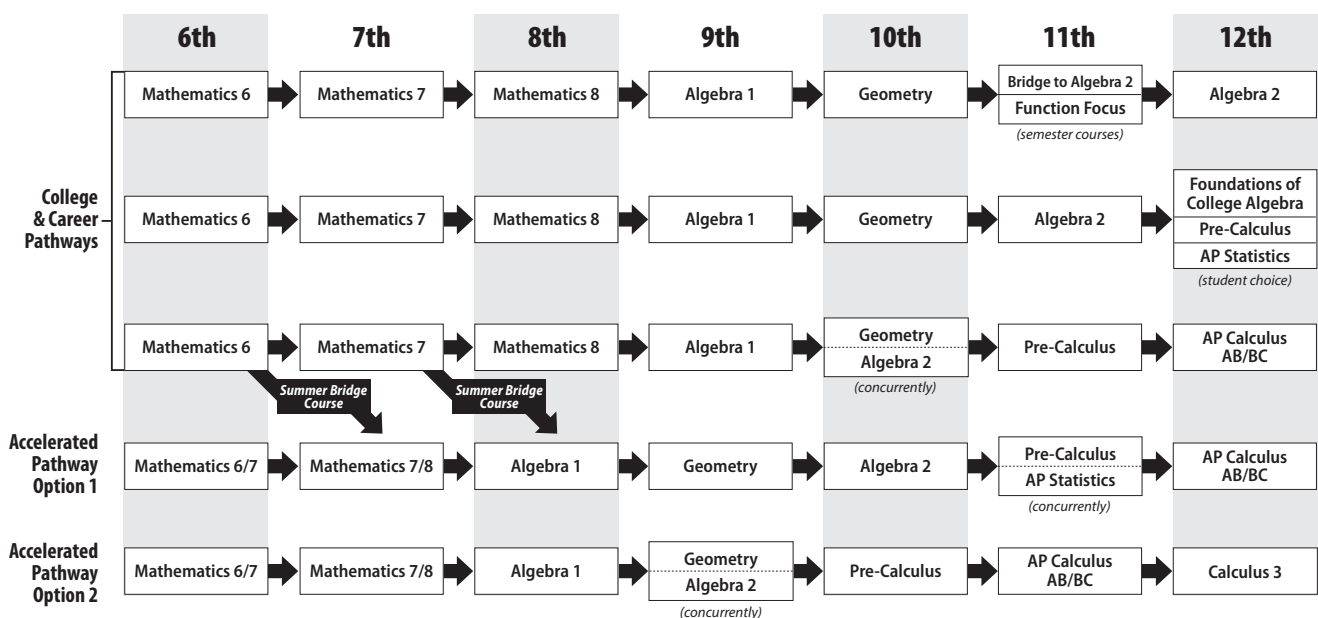 6th 7th 8th 9th 10th 11th 12th
College
& Career
Pathways
Mathematics 6
Mathematics 7
Mathematics 8
Algebra 1
Geometry
Bridge to Algebra 2
Function Focus
(semester courses)
Algebra 2
Mathematics 6
Mathematics 7
Mathematics 8
Algebra 1
Geometry
Algebra 2
Foundations of
College Algebra
Pre-Calculus
AP Statistics
(student choice)
Mathematics 6
Mathematics 7
Mathematics 8
Algebra 1
Geometry
Algebra 2
(concurrently)
Pre-Calculus
AP Calculus
AB/BC
Summer Bridge
Course
Summer Bridge
Course
Accelerated
Pathway
Option 1
Mathematics 6/7
Mathematics 7/8
Algebra 1
Geometry
Algebra 2
Pre-Calculus
AP Statistics
(concurrently)
AP Calculus
AB/BC
Accelerated
Pathway
Option 2
Mathematics 6/7
Mathematics 7/8
Algebra 1
Geometry
Algebra 2
(concurrently)
Pre-Calculus
AP Calculus
AB/BC
Calculus 3